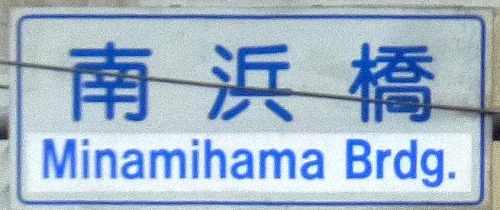 南浜橋
Minamihama Brdg.